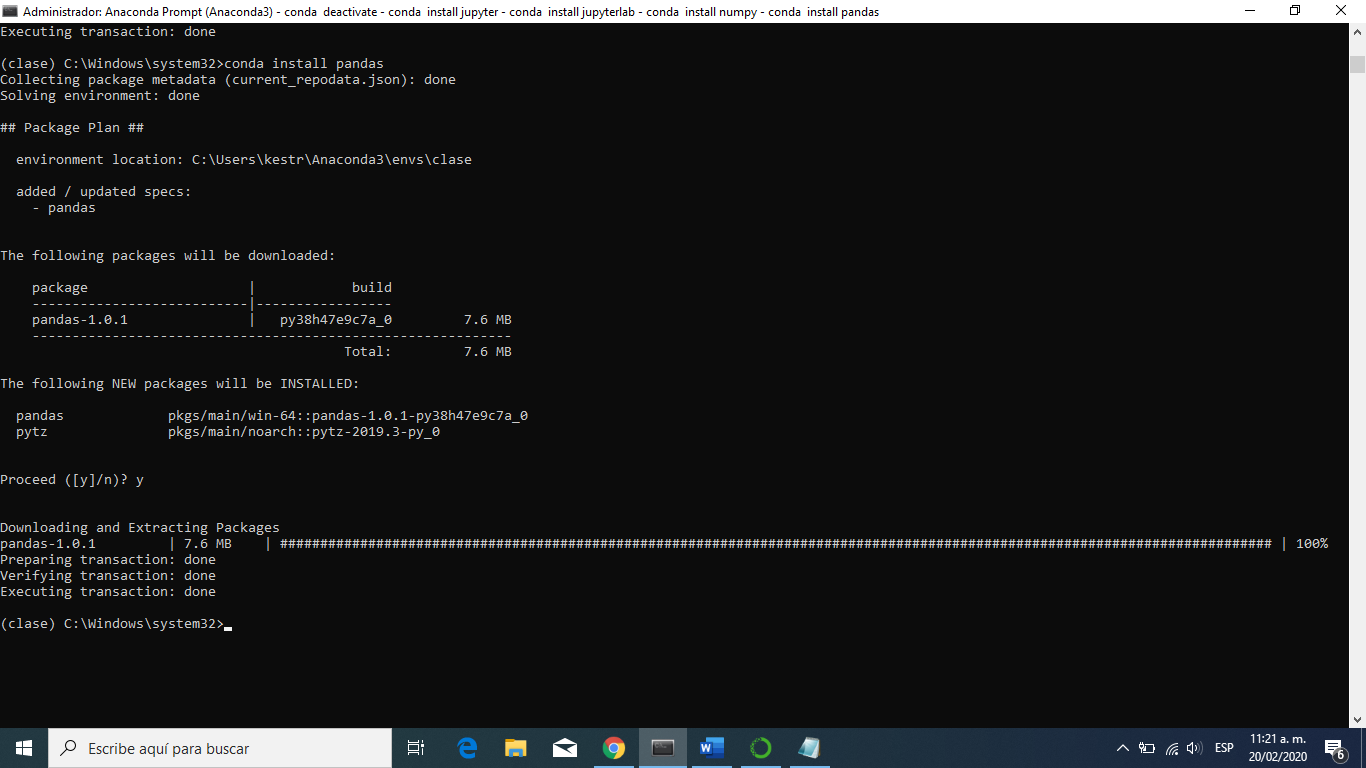 Administrador: Anaconda Prompt (Anaconda3) - conda  deactivate - conda  install jupyter - conda  install jupyterlab - conda  install numpy - conda  install pandas
Executing transaction: done
(clase) C:\Windows\system32>conda install pandas
Collecting package metadata (current_repodata.json): done
Solving environment: done
## Package Plan ##
  environment location: C:\Users\kestr\Anaconda3\envs\clase
  added / updated specs:
    - pandas
The following packages will be downloaded:
    package                    |            build
    ---------------------------|-----------------
    pandas-1.0.1               |   py38h47e9c7a_0         7.6 MB
    ------------------------------------------------------------
                                           Total:         7.6 MB
The following NEW packages will be INSTALLED:
  pandas             pkgs/main/win-64::pandas-1.0.1-py38h47e9c7a_0
  pytz               pkgs/main/noarch::pytz-2019.3-py_0
Proceed ([y]/n)? y
Downloading and Extracting Packages
pandas-1.0.1         | 7.6 MB    | ############################################################################################################################ | 100%
Preparing transaction: done
Verifying transaction: done
Executing transaction: done
(clase) C:\Windows\system32>
Escribe aquí para buscar
ESP
11:21 a. m.
20/02/2020
6